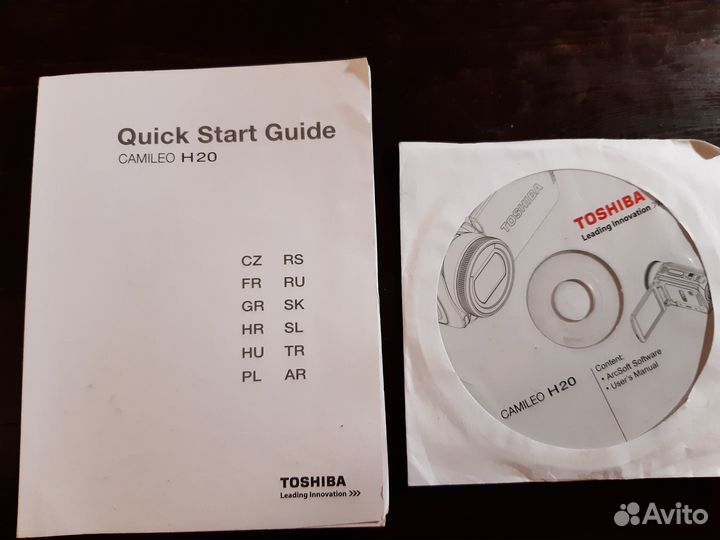 Quick Start Guide
CAMILEO H20
CZ RS
FR RU
GR SK
HR SL
HU TR
PL AR
TOSHIBA
Leading Innovation >>>
TOSHIBA
TOSHIBA
Leading Innovation >>>
Content:
• ArcSoft Software
• User's Manual
CAMILEO H20
Avito